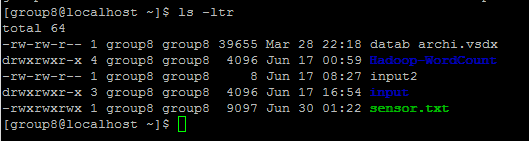 [group8@localhost ~]$ ls -ltr
total 64
-rw-rw-r-- 1 group8 group8 39655 Mar 28 22:18 datab archi.vsdx
drwxrwxr-x 4 group8 group8  4096 Jun 17 00:59 Hadoop-WordCount
-rw-rw-r-- 1 group8 group8     8 Jun 17 08:27 input2
drwxrwxr-x 3 group8 group8  4096 Jun 17 16:54 input
-rwxrwxrwx 1 group8 group8  9097 Jun 30 01:22 sensor.txt
[group8@localhost ~]$